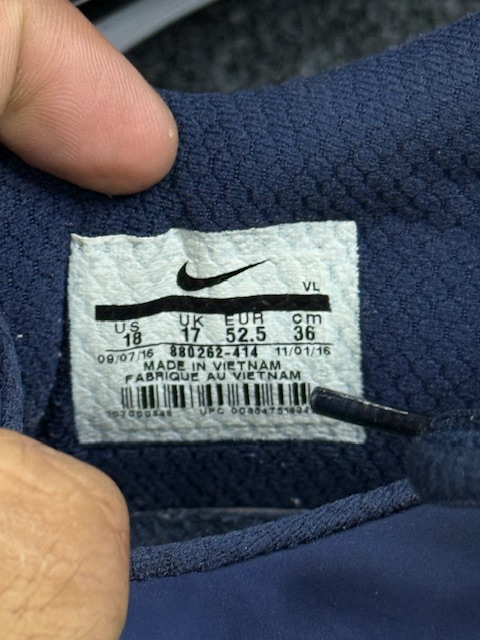 VL
US UK EUR cm
18 17 52.5 36
09/07/16 880262-414 11/01/16
MADE IN VIETNAM
FABRIQUE AU VIETNAM
UPC